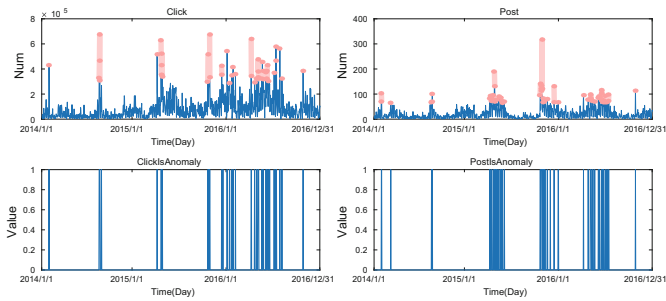 × 10 5
Click
8
6
4
2
0
Num
2014/1/1
2015/1/1
2016/1/1
2016/12/31
Time(Day)
Post
400
300
200
100
0
Num
2014/1/1
2015/1/1
2016/1/1
2016/12/31
Time(Day)
ClickIsAnomaly
1
0.8
0.6
0.4
0.2
0
Value
2014/1/1
2015/1/1
2016/1/1
2016/12/31
Time(Day)
PostIsAnomaly
1
0.8
0.6
0.4
0.2
0
Value
2014/1/1
2015/1/1
2016/1/1
2016/12/31
Time(Day)